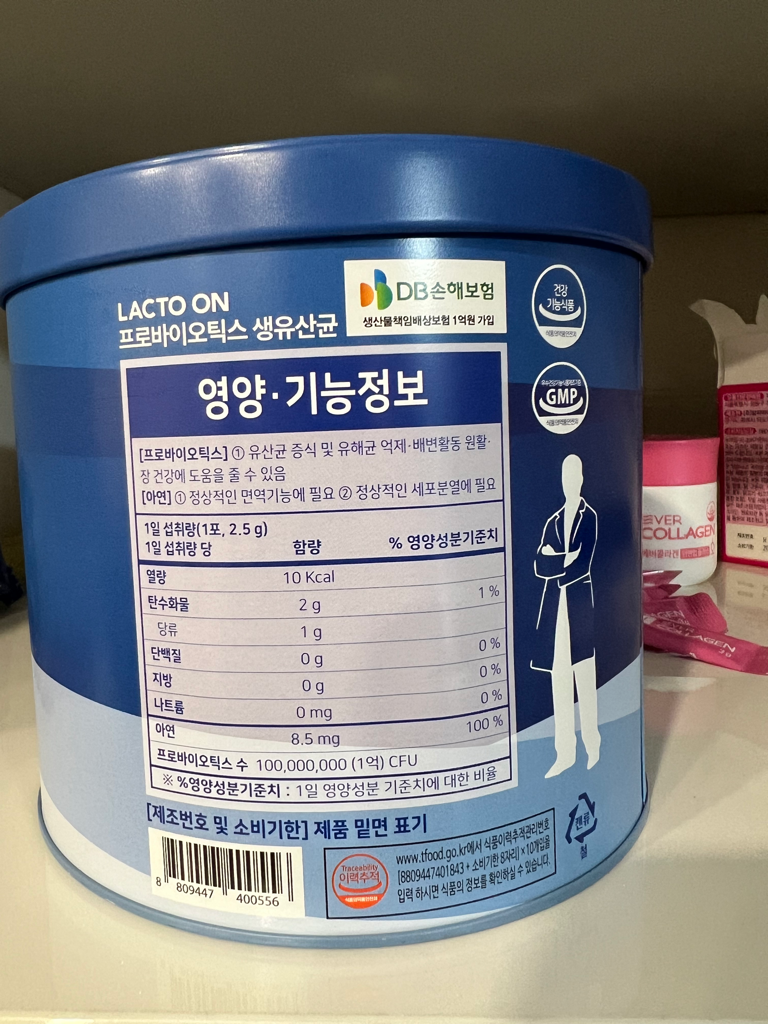 LACTO ON
프로바이오틱스 생유산균
DB손해보험
생산물책임배상보험 1억원 가입
건강
기능식품
GMP
영양·기능정보
[프로바이오틱스] ① 유산균 증식 및 유해균 억제·배변활동 원활·
장 건강에 도움을 줄 수 있음
[아연] ① 정상적인 면역기능에 필요 ② 정상적인 세포분열에 필요
1일 섭취량(1포, 2.5 g)
1일 섭취량 당 함량 % 영양성분기준치
열량 10 Kcal
탄수화물 2 g 1 %
당류 1 g
단백질 0 g 0 %
지방 0 g 0 %
나트륨 0 mg 0 %
아연 8.5 mg 100 %
프로바이오틱스 수 100,000,000 (1억) CFU
※ %영양성분기준치 : 1일 영양성분 기준치에 대한 비율
[제조번호 및 소비기한] 제품 밑면 표기
8 809447 400556
Traceability
이력추적
www.tfood.go.kr에서 식품이력추적관리번호
[8809447401843 + 소비기한 8자리] x 10개입을
입력 하시면 식품의 정보를 확인하실 수 있습니다.
캔류
철
EVER
COLLAGEN
에버콜라겐
COLLAGEN